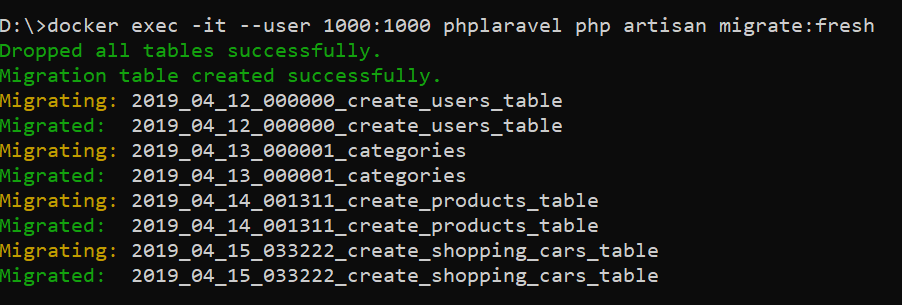 D:\>docker exec -it --user 1000:1000 phplaravel php artisan migrate:fresh
Dropped all tables successfully.
Migration table created successfully.
Migrating: 2019_04_12_000000_create_users_table
Migrated:  2019_04_12_000000_create_users_table
Migrating: 2019_04_13_000001_categories
Migrated:  2019_04_13_000001_categories
Migrating: 2019_04_14_001311_create_products_table
Migrated:  2019_04_14_001311_create_products_table
Migrating: 2019_04_15_033222_create_shopping_cars_table
Migrated:  2019_04_15_033222_create_shopping_cars_table